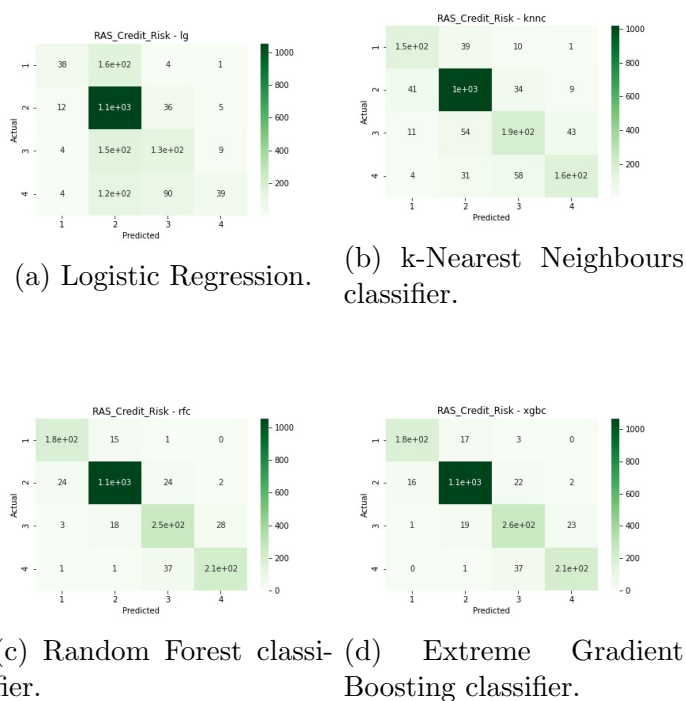 RAS_Credit_Risk - lg
1 38 1.6e+02 4 1 1000
2 12 1.1e+03 36 5 800
Actual 600
3 4 1.5e+02 1.3e+02 9 400
4 4 1.2e+02 90 39 200
1 2 3 4
Predicted
(a) Logistic Regression.
RAS_Credit_Risk - knnc
1 1.5e+02 39 10 1 1000
2 41 1e+03 34 9 800
Actual 600
3 11 54 1.9e+02 43 400
4 4 31 58 1.6e+02 200
1 2 3 4
Predicted
(b) k-Nearest Neighbours
classifier.
RAS_Credit_Risk - rfc
1 1.8e+02 15 1 0 1000
2 24 1.1e+03 24 2 800
Actual 600
3 3 18 2.5e+02 28 400
200
4 1 1 37 2.1e+02 0
1 2 3 4
Predicted
(c) Random Forest classi-
fier.
RAS_Credit_Risk - xgbc
1 1.8e+02 17 3 0 1000
2 16 1.1e+03 22 2 800
Actual 600
3 1 19 2.6e+02 23 400
200
4 0 1 37 2.1e+02 0
1 2 3 4
Predicted
(d) Extreme Gradient
Boosting classifier.